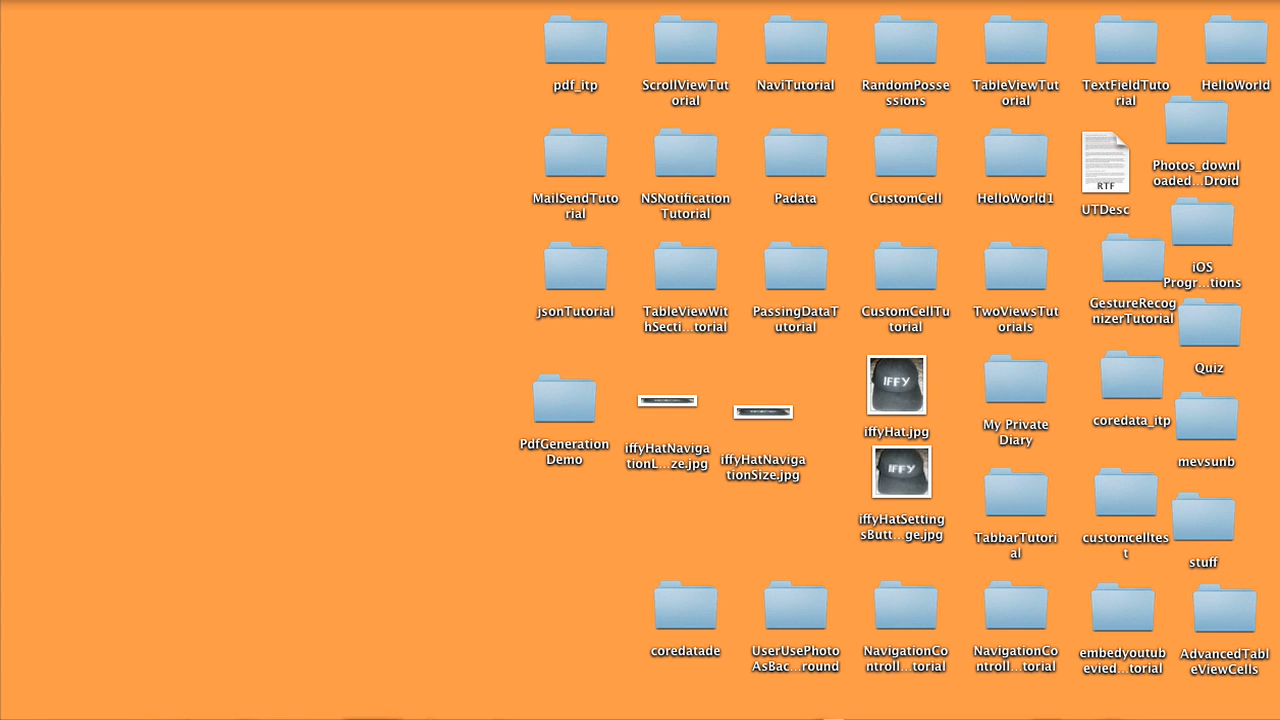 pdf_itp
ScrollViewTut
orial
NaviTutorial
RandomPosse
ssions
TableViewTut
orial
TextFieldTuto
rial
HelloWorld
Photos_downl
oaded...Droid
MailSendTuto
rial
NSNotification
Tutorial
Padata
CustomCell
HelloWorld1
RTF
UTDesc
iOS
Progr...tions
jsonTutorial
TableViewWit
hSecti...torial
PassingDataT
utorial
CustomCellTu
torial
TwoViewsTut
orials
GestureRecog
nizerTutorial
Quiz
PdfGeneration
Demo
iffyHatNaviga
tionL...ze.jpg
iffyHatNaviga
tionSize.jpg
IFFY
iffyHat.jpg
My Private
Diary
coredata_itp
mevsunb
IFFY
iffyHatSetting
sButt...ge.jpg
TabbarTutori
al
customcelltes
t
stuff
coredatade
UserUsePhoto
AsBac...round
NavigationCo
ntroll...torial
NavigationCo
ntroll...torial
embedyoutub
evied...torial
AdvancedTabl
eViewCells